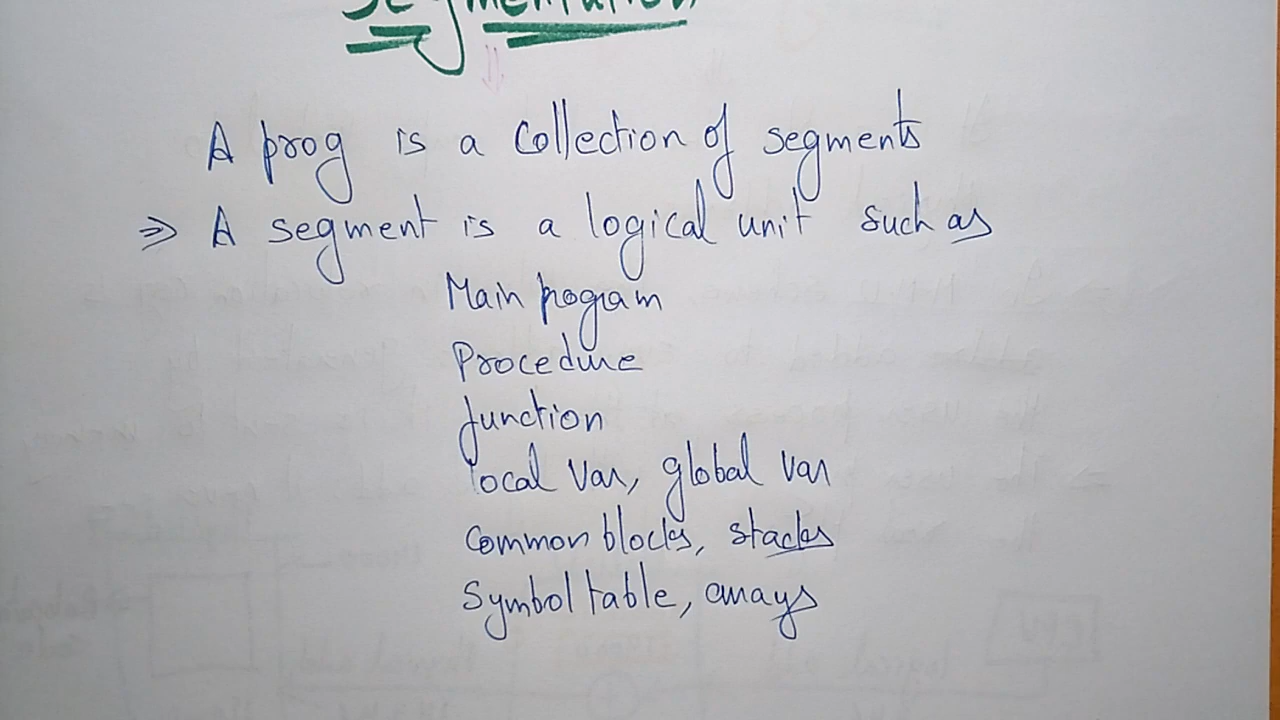 Segmentation
A prog is a collection of segments
⇒ A segment is a logical unit such as
Main program
Procedure
function
local var, global var
Common blocks, stacks
Symbol table, arrays